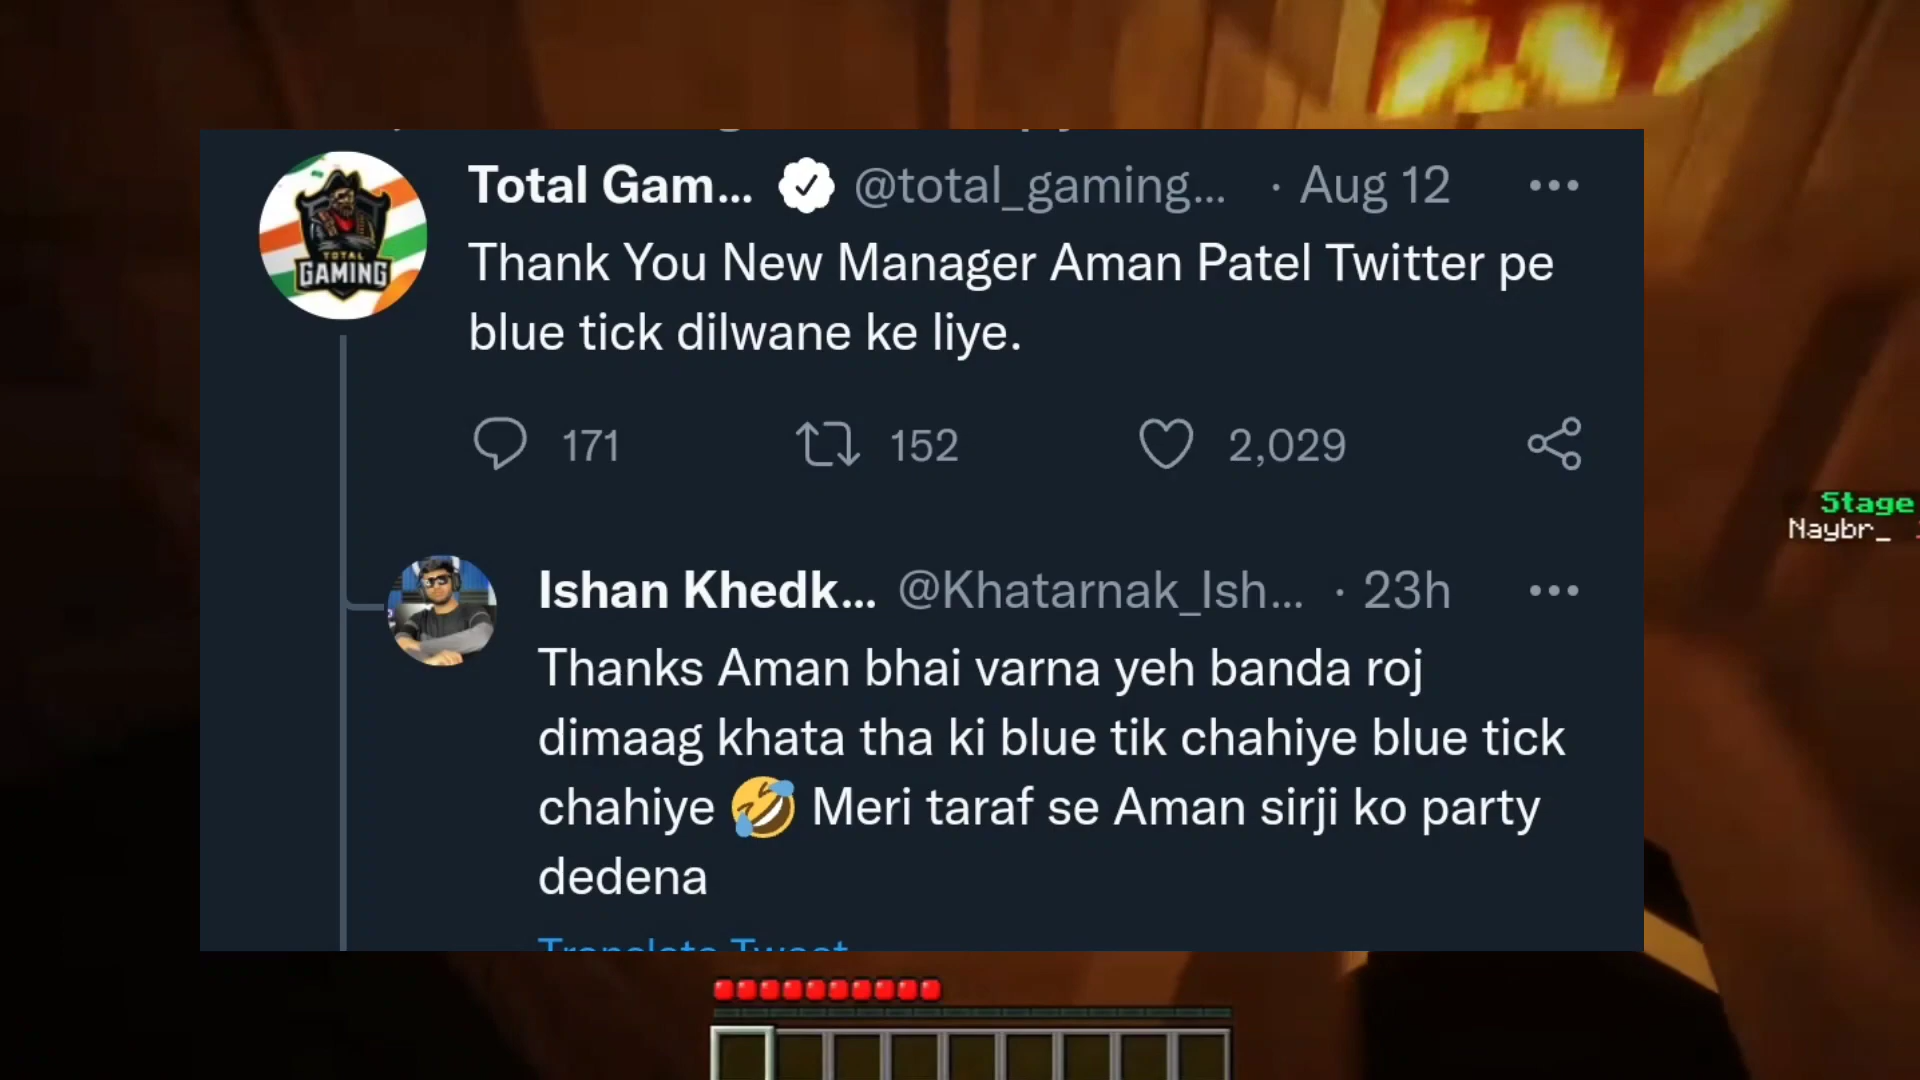 Total Gam... @total_gaming... · Aug 12
TOTAL
GAMING
Thank You New Manager Aman Patel Twitter pe
blue tick dilwane ke liye.
171 152 2,029
Stage
Naybr_
Ishan Khedk... @Khatarnak_Ish... · 23h
Thanks Aman bhai varna yeh banda roj
dimaag khata tha ki blue tik chahiye blue tick
chahiye 🤣 Meri taraf se Aman sirji ko party
dedena
Translate Tweet